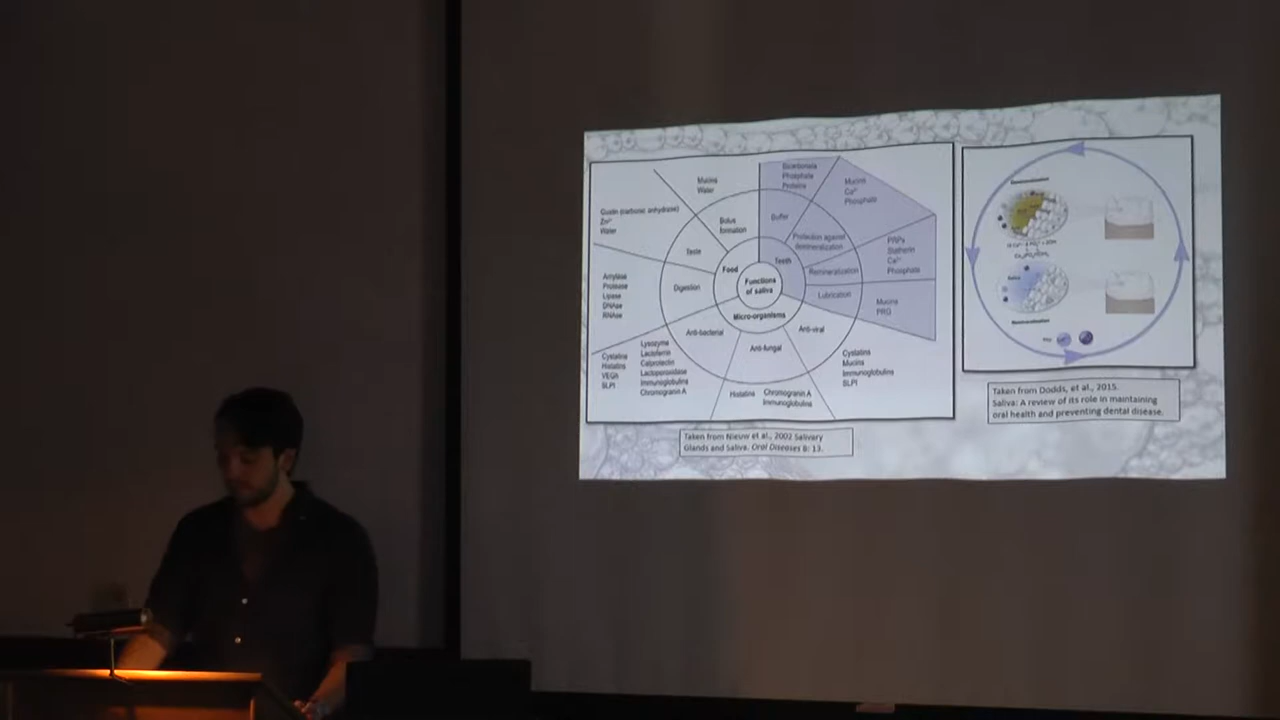 Bicarbonate
Phosphate
Proteins
Mucins
Ca²⁺
Phosphate
PRPs
Statherin
Ca²⁺
Phosphate
Mucins
PRG
Mucins
Water
Gustin (carbonic anhydrase)
Zn²⁺
Water
Amylase
Protease
Lipase
DNAse
RNAse
Buffer
Protection against
demineralization
Remineralization
Lubrication
Bolus
formation
Taste
Digestion
Food
Teeth
Functions
of saliva
Micro-organisms
Anti-bacterial
Anti-fungal
Anti-viral
Cystatins
Histatins
VEGh
SLPI
Lysozyme
Lactoferrin
Calprotectin
Lactoperoxidase
Immunoglobulins
Chromogranin A
Histatins
Chromogranin A
Immunoglobulins
Cystatins
Mucins
Immunoglobulins
SLPI
Taken from Nieuw et al., 2002 Salivary
Glands and Saliva. Oral Diseases 8: 13.
Demineralization
Remineralization
Taken from Dodds, et al., 2015.
Saliva: A review of its role in maintaining
oral health and preventing dental disease.